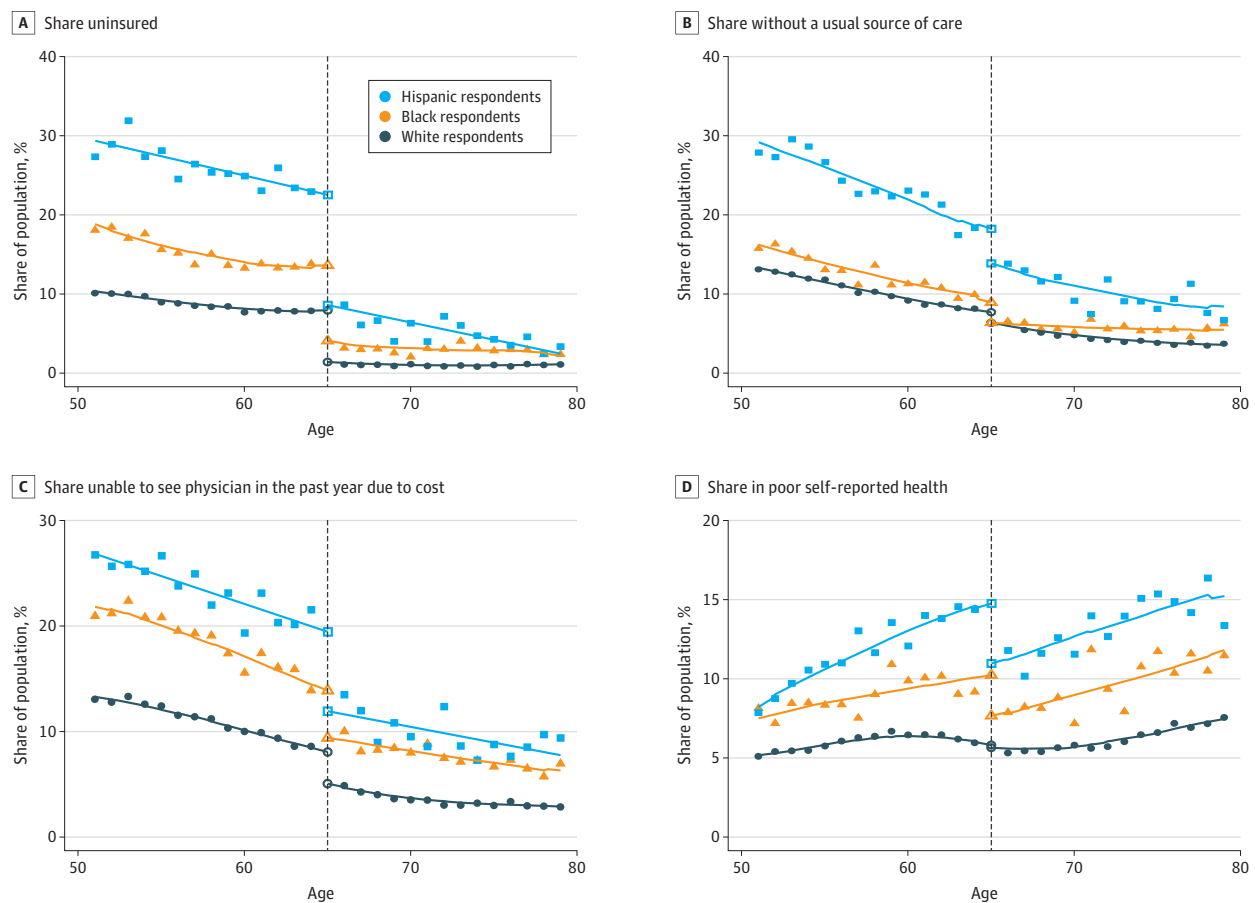 A Share uninsured
40
30
20
10
0
Share of population, %
50
60
70
80
Age
Hispanic respondents
Black respondents
White respondents
B Share without a usual source of care
40
30
20
10
0
Share of population, %
50
60
70
80
Age
C Share unable to see physician in the past year due to cost
30
20
10
0
Share of population, %
50
60
70
80
Age
D Share in poor self-reported health
20
15
10
5
0
Share of population, %
50
60
70
80
Age